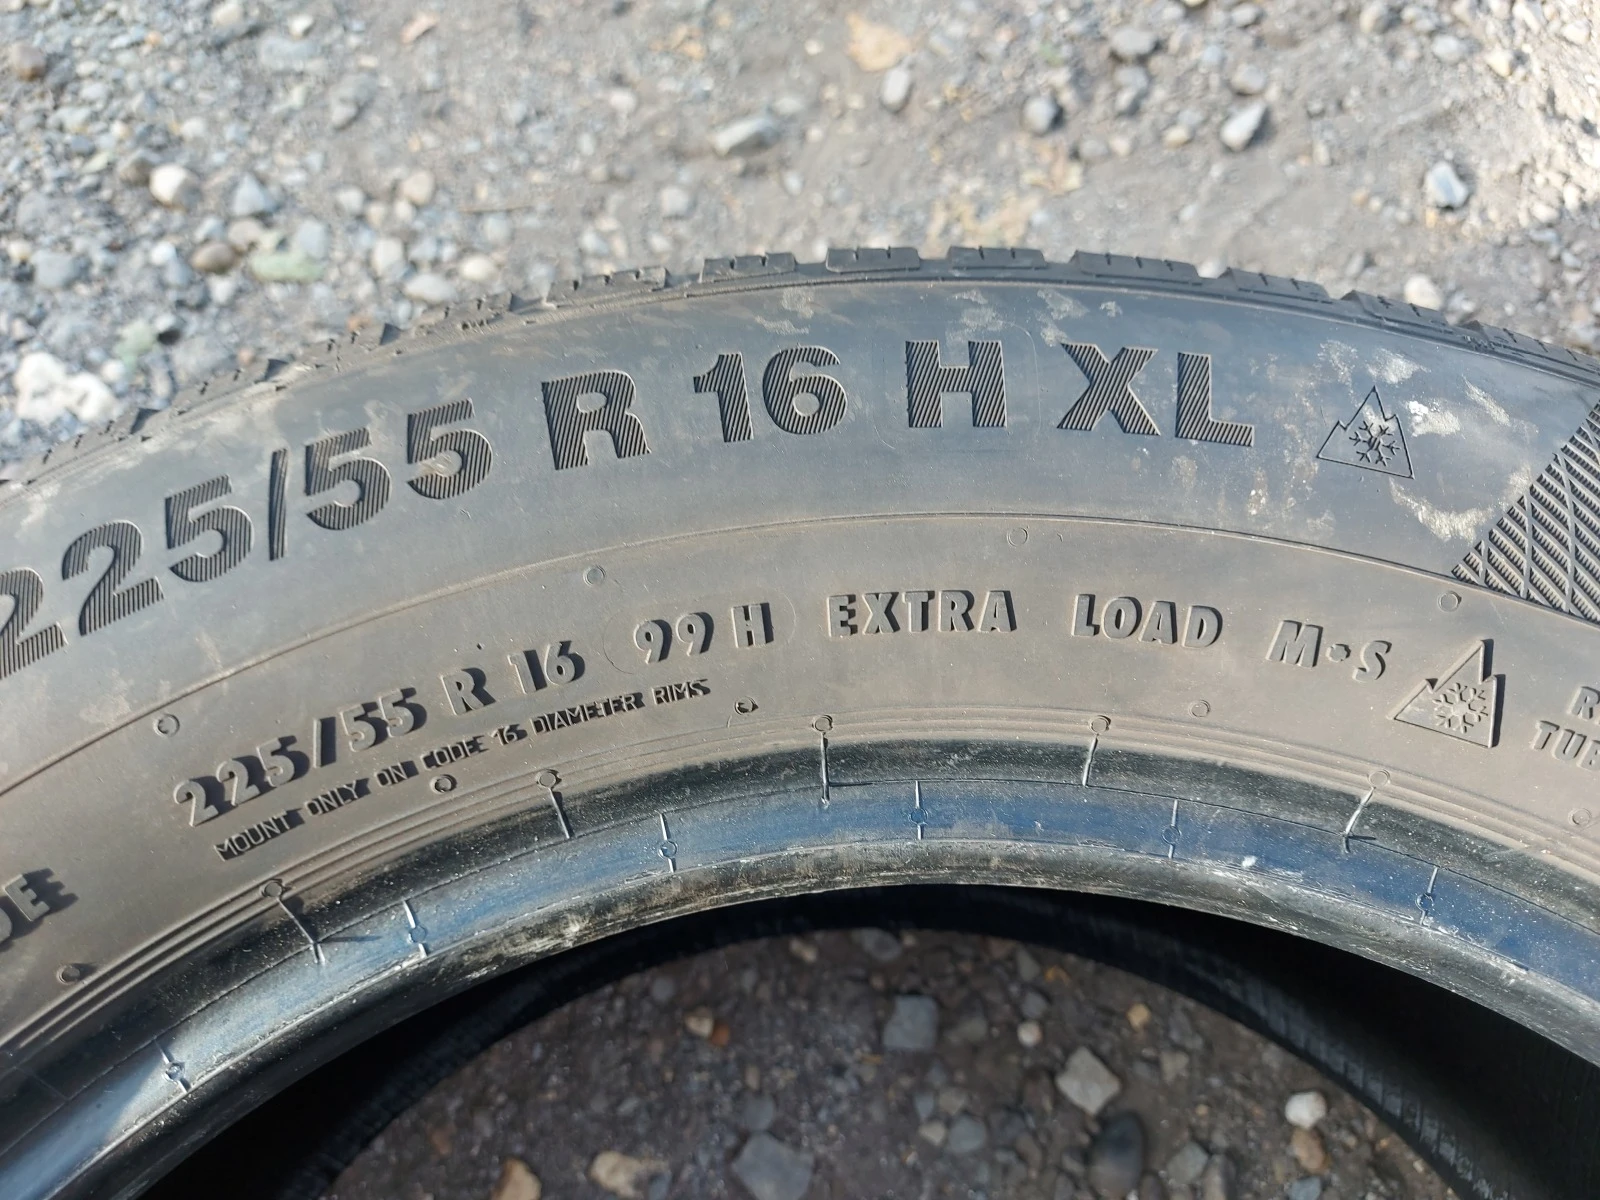 225/55 R 16 H XL
225/55 R 16 99 H EXTRA LOAD M•S
MOUNT ONLY ON CODE 16 DIAMETER RIMS